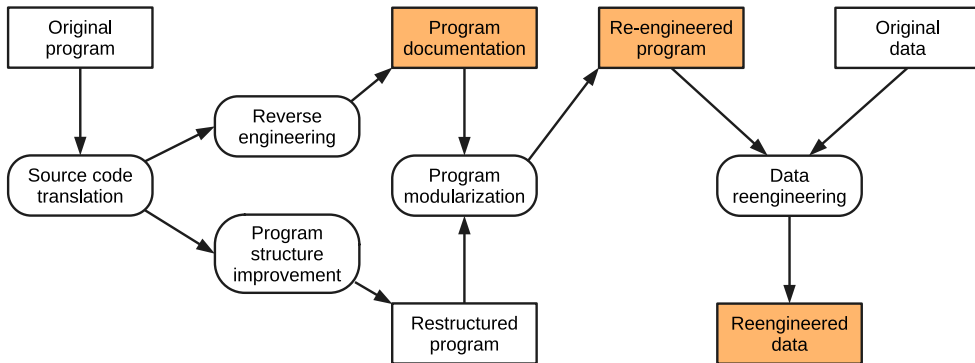 Original
program
Program
documentation
Re-engineered
program
Original
data
Reverse
engineering
Source code
translation
Program
modularization
Data
reengineering
Program
structure
improvement
Restructured
program
Reengineered
data